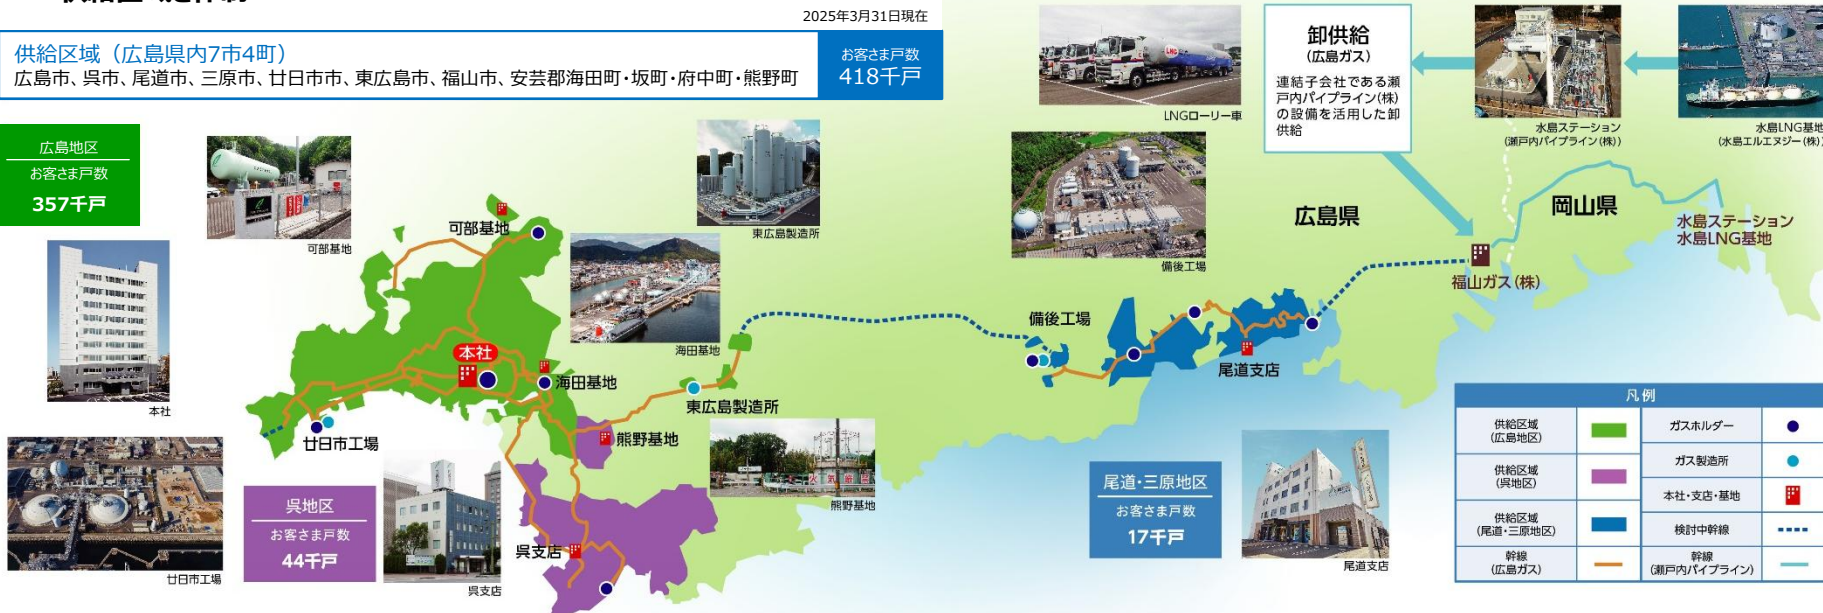 2025年3月31日現在
供給区域（広島県内7市4町）
広島市、呉市、尾道市、三原市、廿日市市、東広島市、福山市、安芸郡海田町・坂町・府中町・熊野町
お客さま戸数
418千戸
広島地区
お客さま戸数
357千戸
可部基地
可部基地
東広島製造所
海田基地
本社
本社
海田基地
廿日市工場
廿日市工場
東広島製造所
熊野基地
熊野基地
呉地区
お客さま戸数
44千戸
呉支店
呉支店
LNG
LNGローリー車
備後工場
備後工場
卸供給
（広島ガス）
連結子会社である瀬
戸内パイプライン(株)
の設備を活用した卸
供給
水島ステーション
（瀬戸内パイプライン（株））
水島LNG基地
（水島エルエヌジー（株））
広島県
岡山県
水島ステーション
水島LNG基地
福山ガス（株）
尾道支店
尾道・三原地区
お客さま戸数
17千戸
尾道支店
凡例
供給区域
（広島地区）
ガスホルダー
供給区域
（呉地区）
ガス製造所
本社・支店・基地
供給区域
（尾道・三原地区）
検討中幹線
幹線
（広島ガス）
幹線
（瀬戸内パイプライン）